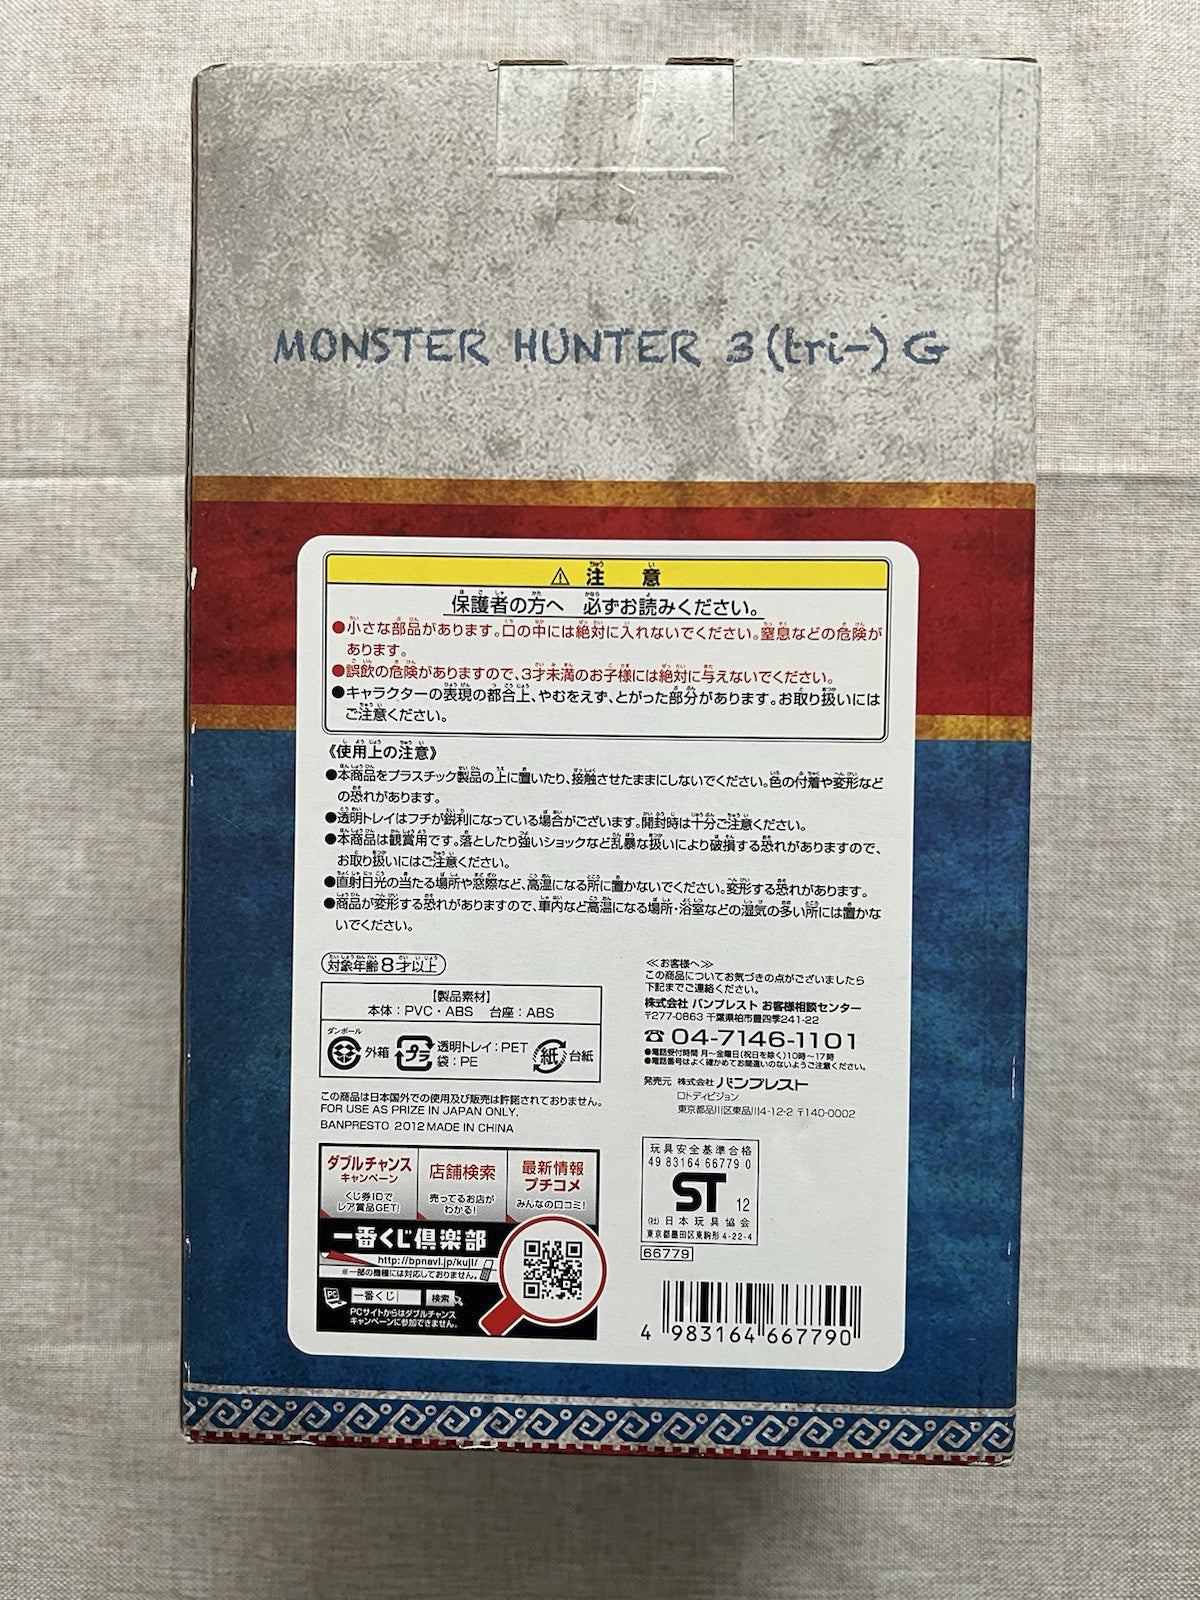 MONSTER HUNTER 3(tri-)G
⚠注 意
保護者の方へ 必ずお読みください。
●小さな部品があります。口の中には絶対に入れないでください。窒息などの危険が
あります。
●誤飲の危険がありますので、3才未満のお子様には絶対に与えないでください。
●キャラクターの表現の都合上、やむをえず、とがった部分があります。お取り扱いには
ご注意ください。
《使用上の注意》
●本商品をプラスチック製品の上に置いたり、接触させたままにしないでください。色の付着や変形など
の恐れがあります。
●透明トレイはフチが鋭利になっている場合がございます。開封時は十分ご注意ください。
●本商品は観賞用です。落としたり強いショックなど乱暴な扱いにより破損する恐れがありますので、
お取り扱いにはご注意ください。
●直射日光の当たる場所や窓際など、高温になる所に置かないでください。変形する恐れがあります。
●商品が変形する恐れがありますので、車内など高温になる場所・浴室などの湿気の多い所には置かな
いでください。
対象年齢8才以上
【製品素材】
本体：PVC・ABS 台座：ABS
ダンボール
外箱
プラ
透明トレイ：PET
袋：PE
紙
台紙
この商品は日本国外での使用及び販売は許諾されておりません。
FOR USE AS PRIZE IN JAPAN ONLY.
BANPRESTO 2012 MADE IN CHINA
≪お客様へ≫
この商品についてお気づきの点がございましたら
下記までご連絡ください。
株式会社 バンプレスト お客様相談センター
〒277-0863 千葉県柏市豊四季241-22
☎04-7146-1101
●電話受付時間 月～金曜日(祝日を除く)10時～17時
●電話番号はよく確かめてお間違いのないようご注意ください。
発売元 株式会社 バンプレスト
ロトディビジョン
東京都品川区東品川4-12-2 〒140-0002
ダブルチャンス
キャンペーン
くじ券IDで
レア賞品GET!
店舗検索
売ってるお店が
わかる!
最新情報
プチコメ
みんなの口コミ!
一番くじ倶楽部
http://bpnavi.jp/kuji/
※一部の機種には対応しておりません。
PC
一番くじ 検索
PCサイトからはダブルチャンス
キャンペーンに参加できません。
玩具安全基準合格
49 83164 66779 0
ST 12
(社)日本玩具協会
東京都墨田区東駒形4-22-4
66779
4 983164 667790